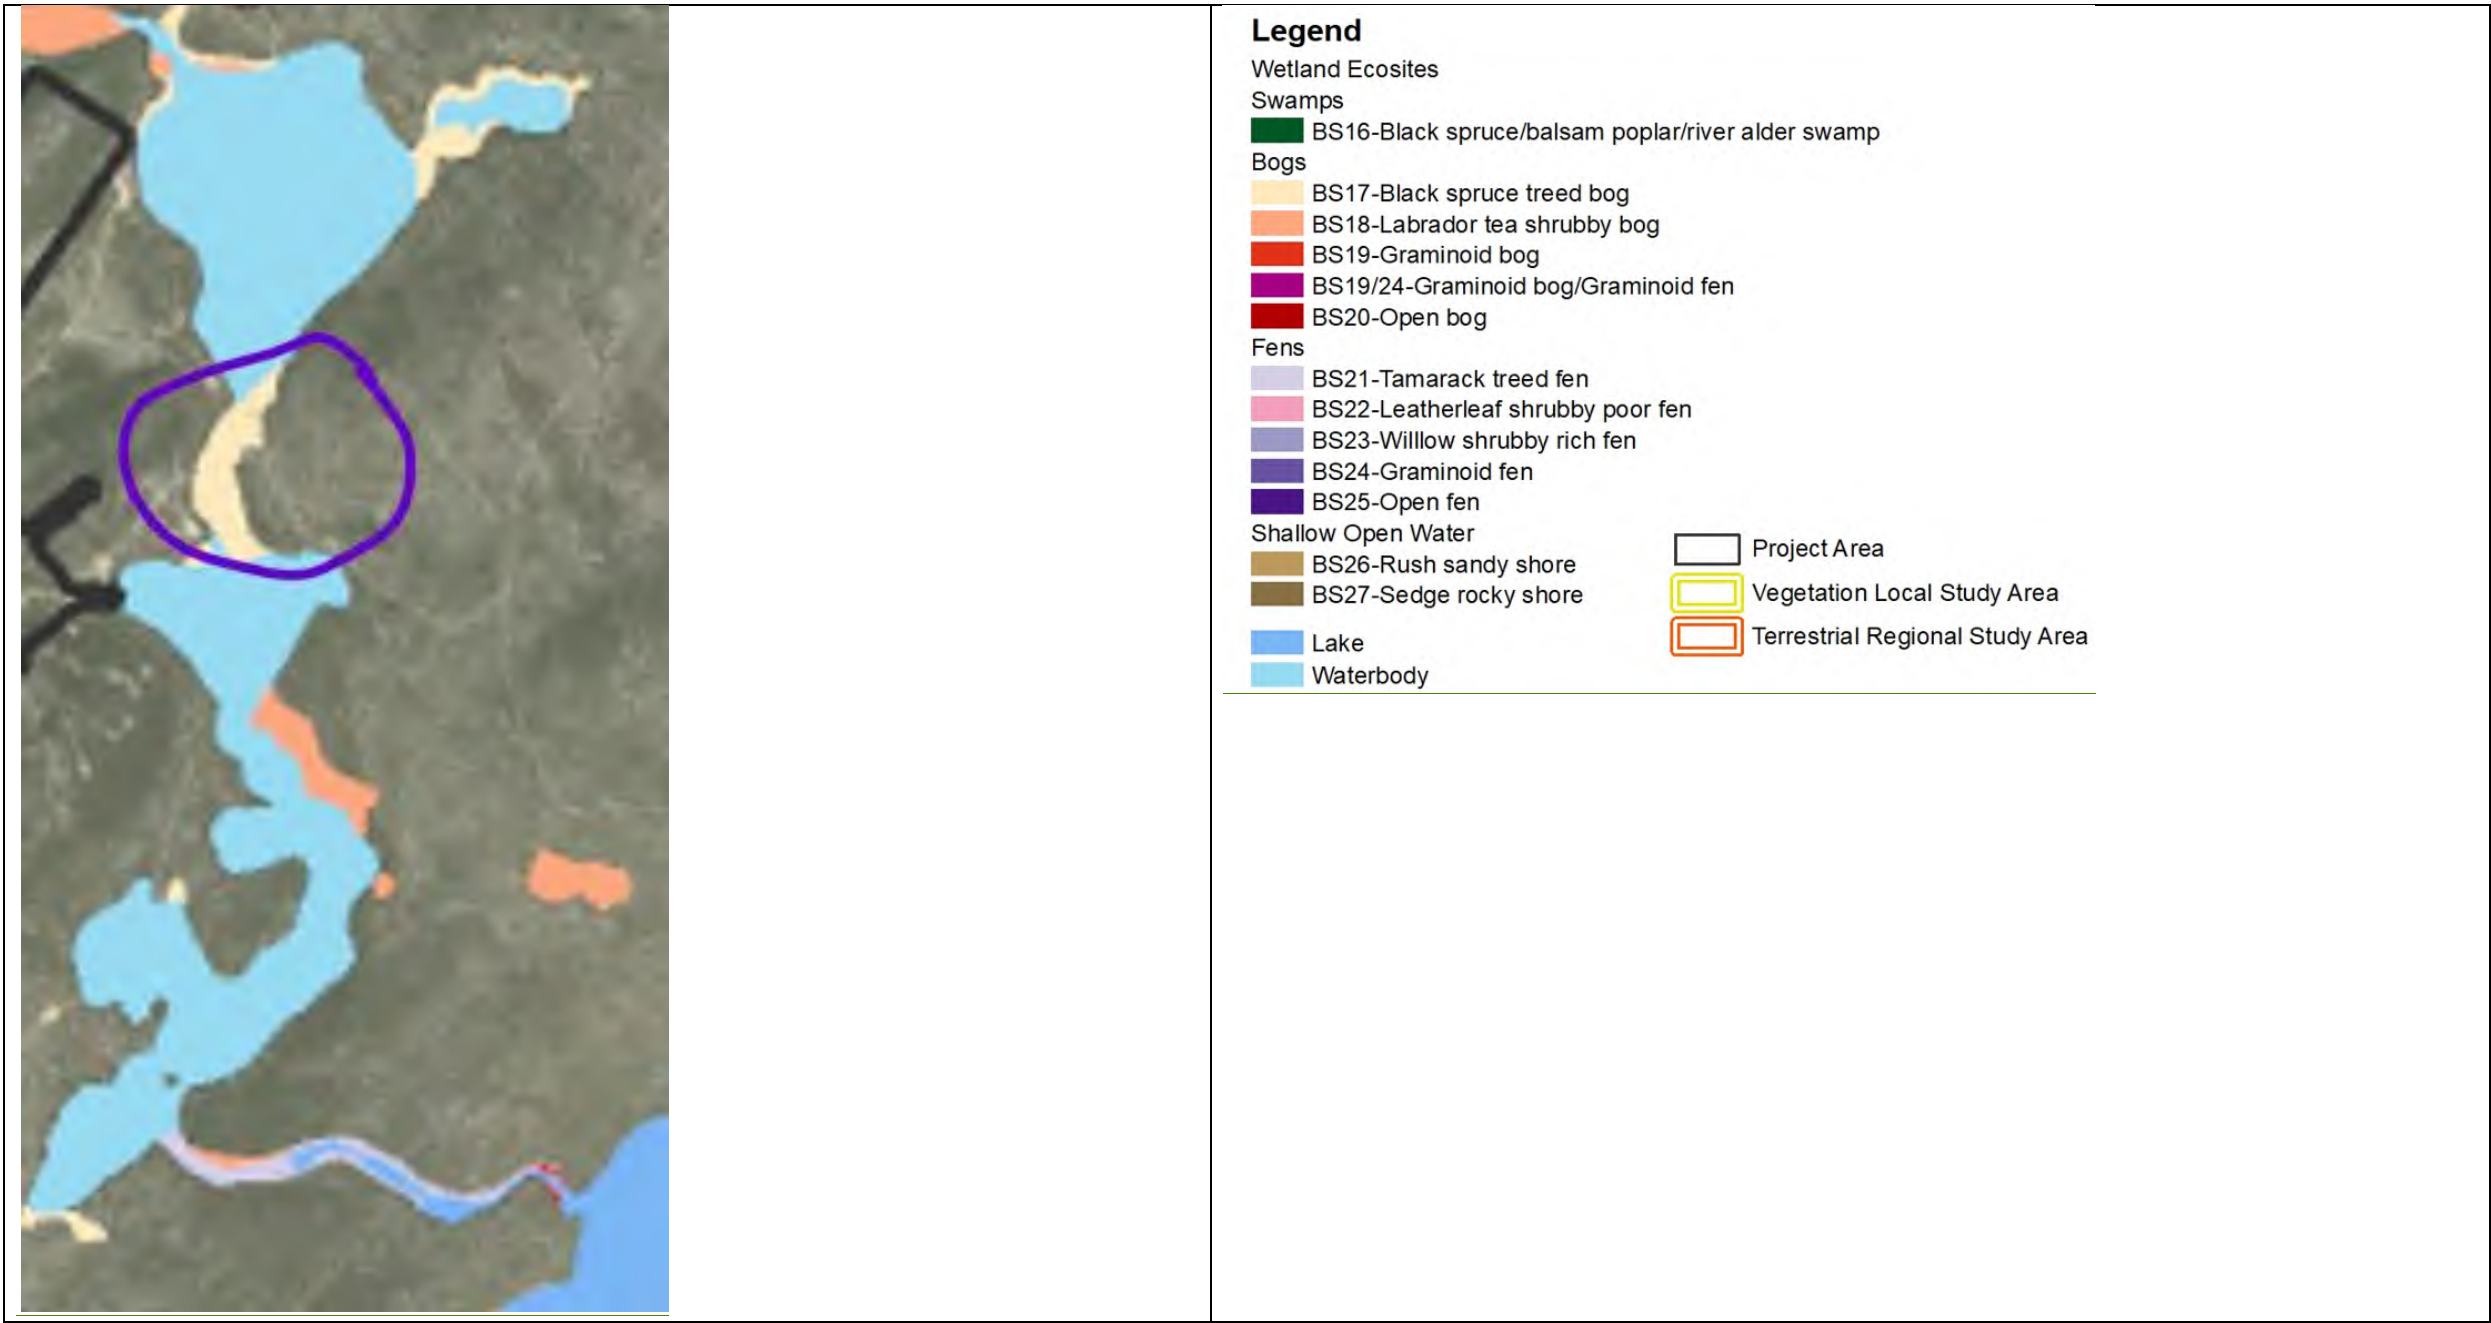 Legend
Wetland Ecosites
Swamps
BS16-Black spruce/balsam poplar/river alder swamp
Bogs
BS17-Black spruce treed bog
BS18-Labrador tea shrubby bog
BS19-Graminoid bog
BS19/24-Graminoid bog/Graminoid fen
BS20-Open bog
Fens
BS21-Tamarack treed fen
BS22-Leatherleaf shrubby poor fen
BS23-Willlow shrubby rich fen
BS24-Graminoid fen
BS25-Open fen
Shallow Open Water
BS26-Rush sandy shore
BS27-Sedge rocky shore
Lake
Waterbody
Project Area
Vegetation Local Study Area
Terrestrial Regional Study Area